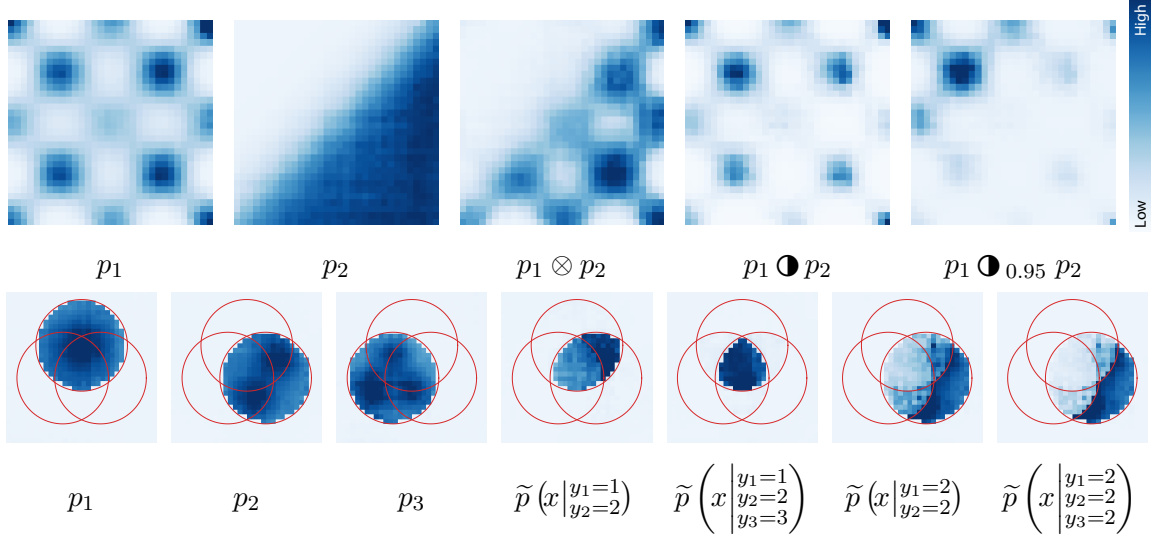 High
Low
p₁ p₂ p₁ ⊗ p₂ p₁ ◑ p₂ p₁ ◑ ₀.₉₅ p₂
p₁ p₂ p₃ p̃ (x|y₁=1 y₂=2) p̃ (x|y₁=1 y₂=2 y₃=3) p̃ (x|y₁=2 y₂=2) p̃ (x|y₁=2 y₂=2 y₃=2)